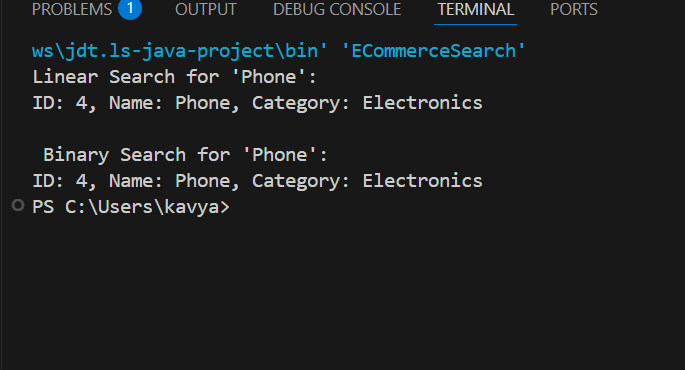 PROBLEMS 1 OUTPUT DEBUG CONSOLE TERMINAL PORTS
ws\jdt.ls-java-project\bin' 'ECommerceSearch'
Linear Search for 'Phone':
ID: 4, Name: Phone, Category: Electronics
 Binary Search for 'Phone':
ID: 4, Name: Phone, Category: Electronics
PS C:\Users\kavya>